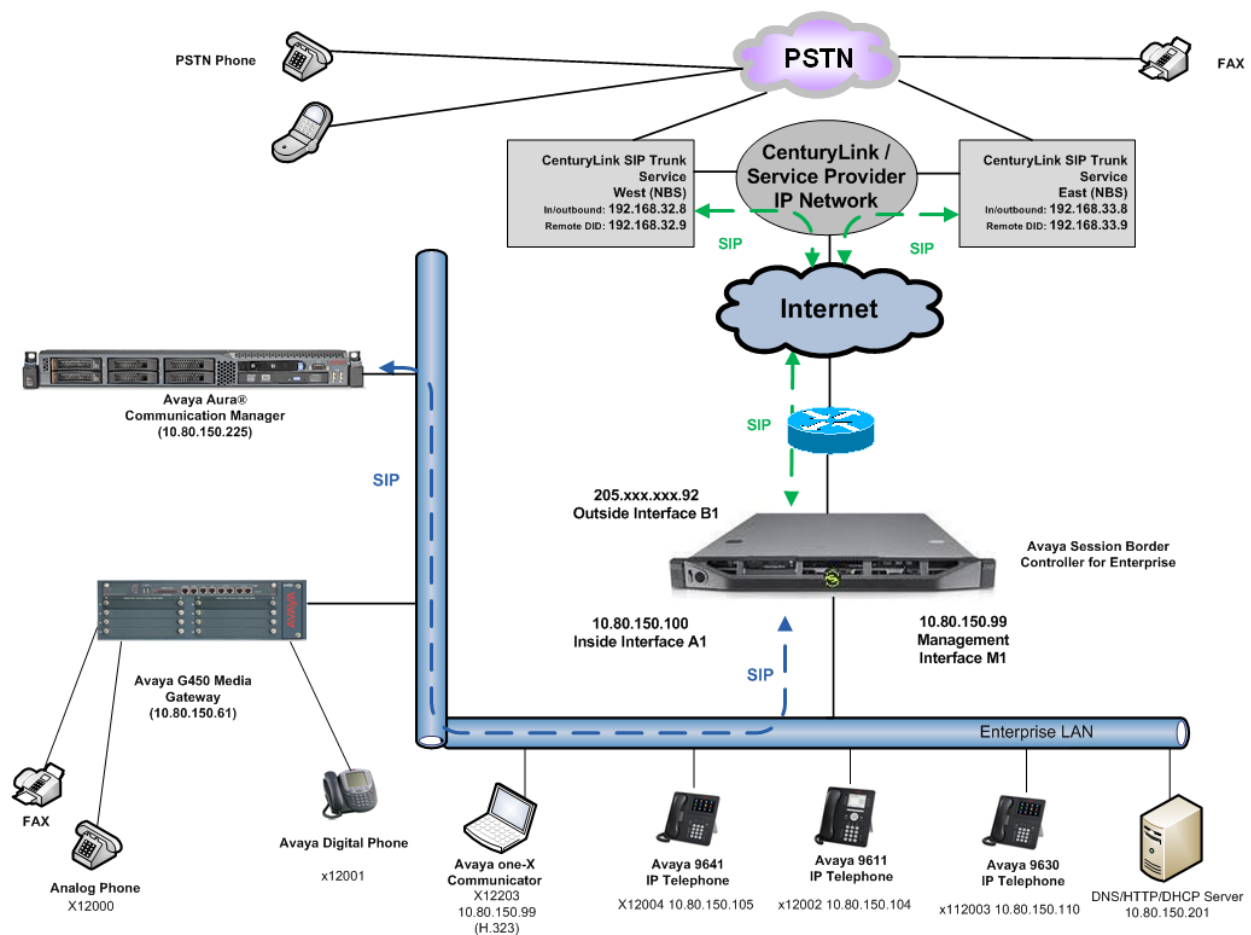 PSTN Phone
PSTN
FAX
CenturyLink SIP Trunk
Service
West (NBS)
In/outbound: 192.168.32.8
Remote DID: 192.168.32.9
CenturyLink /
Service Provider
IP Network
CenturyLink SIP Trunk
Service
East (NBS)
In/outbound: 192.168.33.8
Remote DID: 192.168.33.9
SIP
SIP
Internet
Avaya Aura®
Communication Manager
(10.80.150.225)
SIP
SIP
205.xxx.xxx.92
Outside Interface B1
Avaya Session Border
Controller for Enterprise
AVAYA
10.80.150.100
Inside Interface A1
10.80.150.99
Management
Interface M1
SIP
Avaya G450 Media
Gateway
(10.80.150.61)
Enterprise LAN
FAX
Analog Phone
X12000
Avaya Digital Phone
x12001
Avaya one-X
Communicator
X12203
10.80.150.99
(H.323)
Avaya 9641
IP Telephone
X12004 10.80.150.105
Avaya 9611
IP Telephone
x12002 10.80.150.104
Avaya 9630
IP Telephone
x112003 10.80.150.110
DNS/HTTP/DHCP Server
10.80.150.201